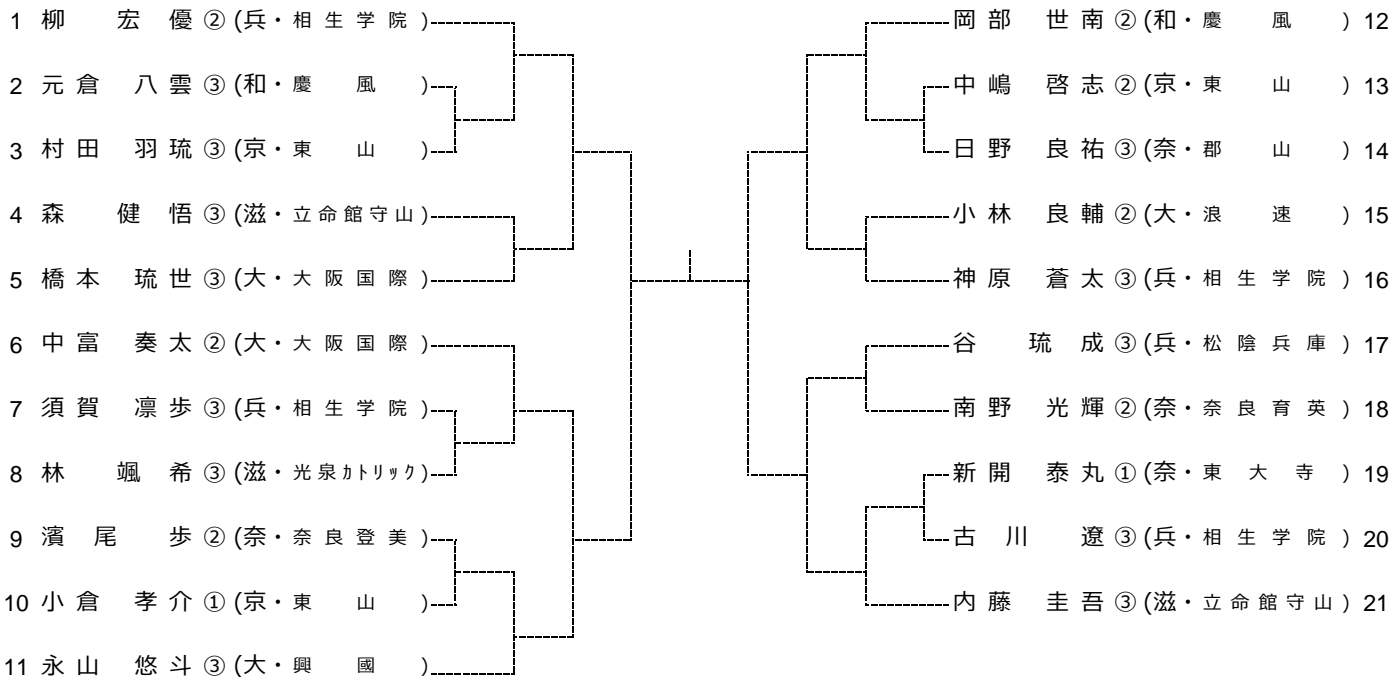 1 柳 宏優②(兵・相生学院)
2 元倉 八雲③(和・慶風)
3 村田 羽琉③(京・東山)
4 森 健悟③(滋・立命館守山)
5 橋本 琉世③(大・大阪国際)
6 中富 奏太②(大・大阪国際)
7 須賀 凛歩③(兵・相生学院)
8 林 颯希③(滋・光泉ｶﾄﾘｯｸ)
9 濱尾 歩②(奈・奈良登美)
10 小倉 孝介①(京・東山)
11 永山 悠斗③(大・興國)
岡部 世南②(和・慶風) 12
中嶋 啓志②(京・東山) 13
日野 良祐③(奈・郡山) 14
小林 良輔②(大・浪速) 15
神原 蒼太③(兵・相生学院) 16
谷 琉成③(兵・松陰兵庫) 17
南野 光輝②(奈・奈良育英) 18
新開 泰丸①(奈・東大寺) 19
古川 遼③(兵・相生学院) 20
内藤 圭吾③(滋・立命館守山) 21